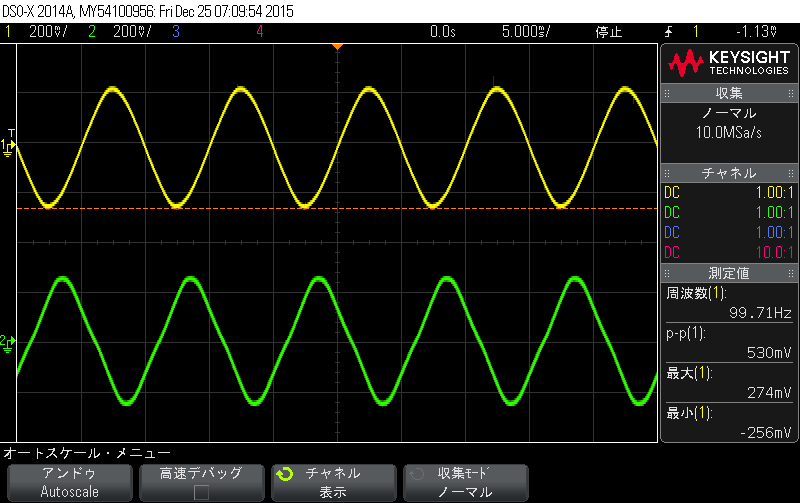 DSO-X 2014A, MY54100956: Fri Dec 25 07:09:54 2015
1 200mV/ 2 200mV/ 3 4 0.0s 5.000ms/ 停止 1 -1.13mV
KEYSIGHT
TECHNOLOGIES
収集
ノーマル
10.0MSa/s
チャネル
DC 1.00:1
DC 1.00:1
DC 1.00:1
DC 10.0:1
測定値
周波数(1):
99.71Hz
p-p(1):
530mV
最大(1):
274mV
最小(1):
-256mV
T
1
2
オートスケール・メニュー
アンドゥ
Autoscale
高速デバッグ
チャネル
表示
収集モード
ノーマル